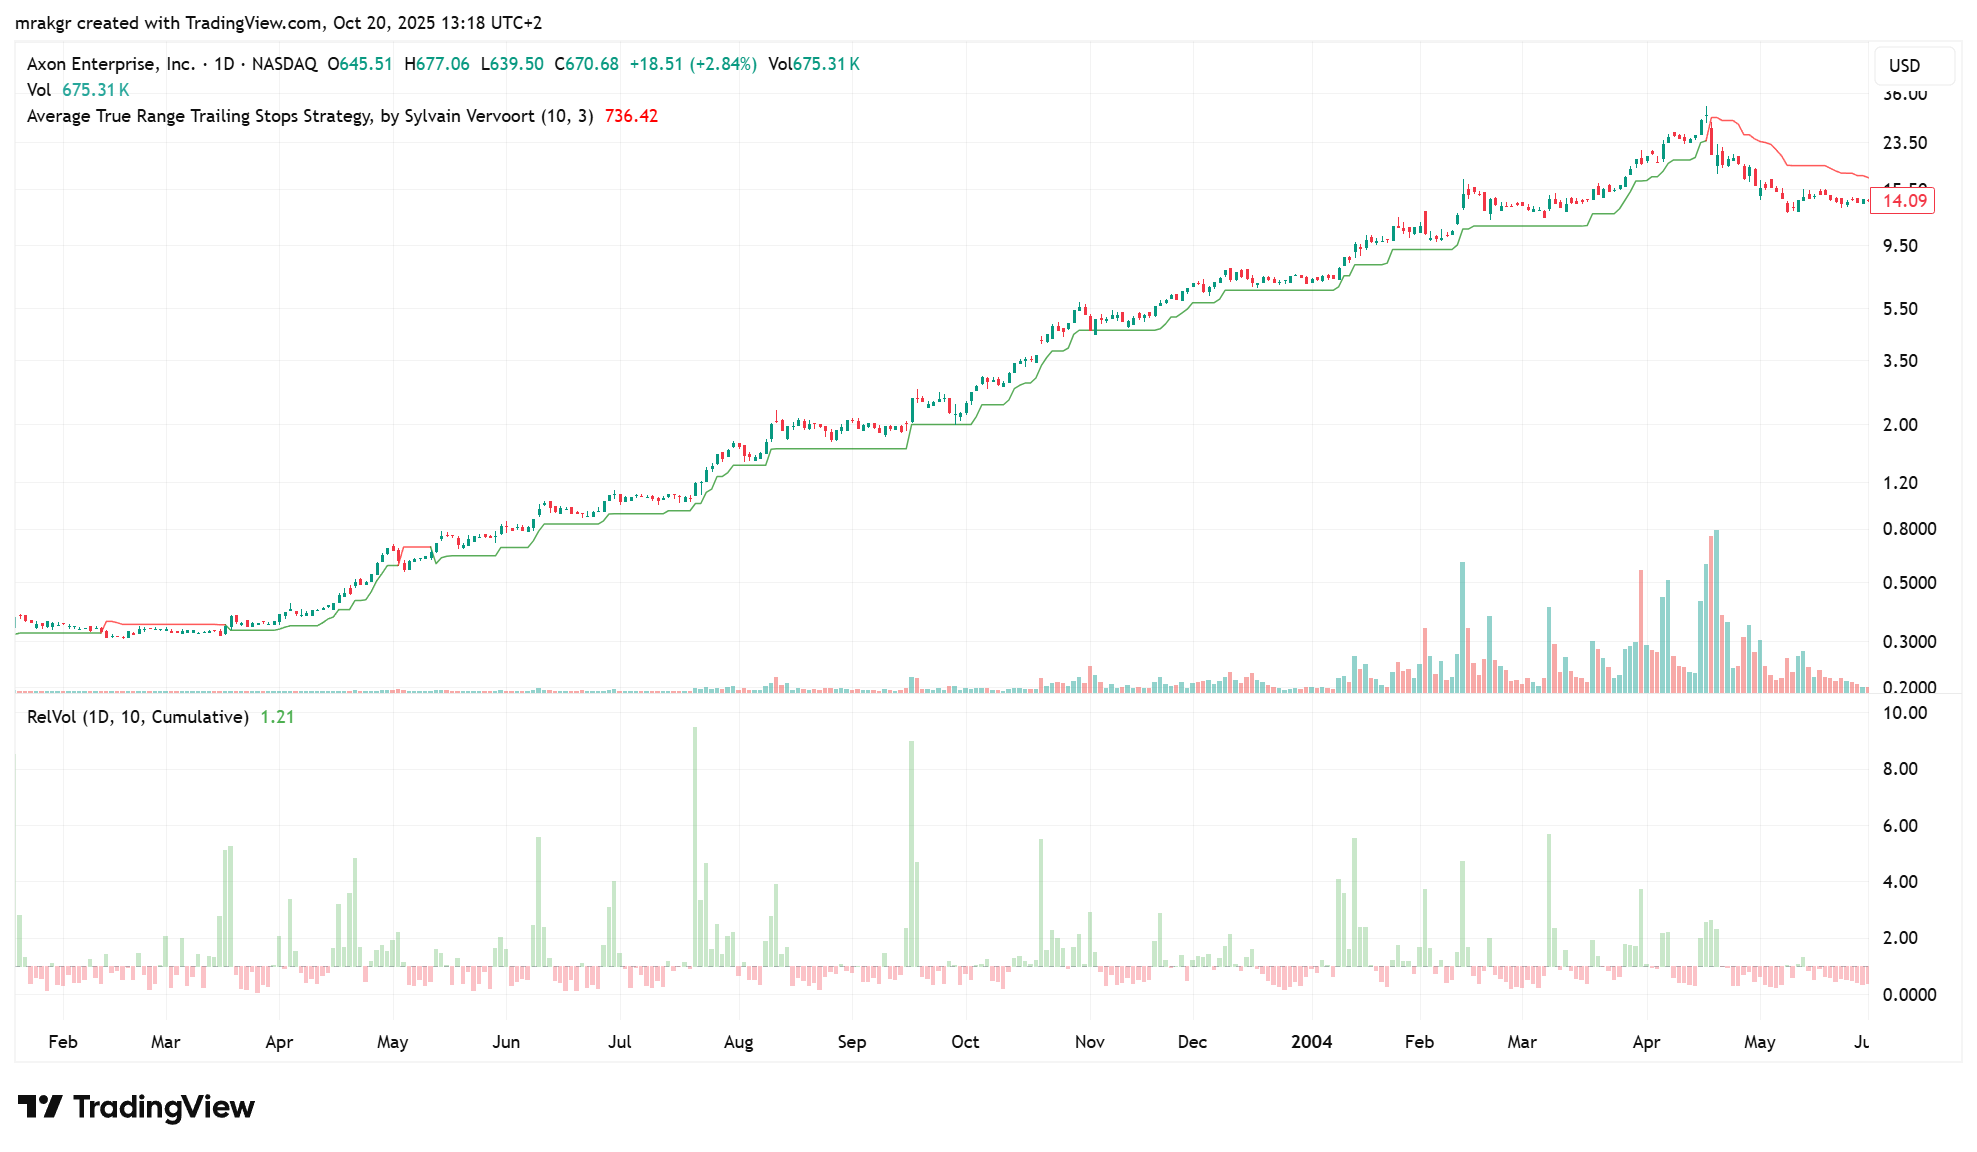 mrakgr created with TradingView.com, Oct 20, 2025 13:18 UTC+2
Axon Enterprise, Inc. · 1D · NASDAQ O645.51 H677.06 L639.50 C670.68 +18.51 (+2.84%) Vol675.31 K
USD
Vol 675.31 K
36.00
Average True Range Trailing Stops Strategy, by Sylvain Vervoort (10, 3) 736.42
23.50
15.50
14.09
9.50
5.50
3.50
2.00
1.20
0.8000
0.5000
0.3000
0.2000
RelVol (1D, 10, Cumulative) 1.21
10.00
8.00
6.00
4.00
2.00
0.0000
Feb Mar Apr May Jun Jul Aug Sep Oct Nov Dec 2004 Feb Mar Apr May Ju
TradingView